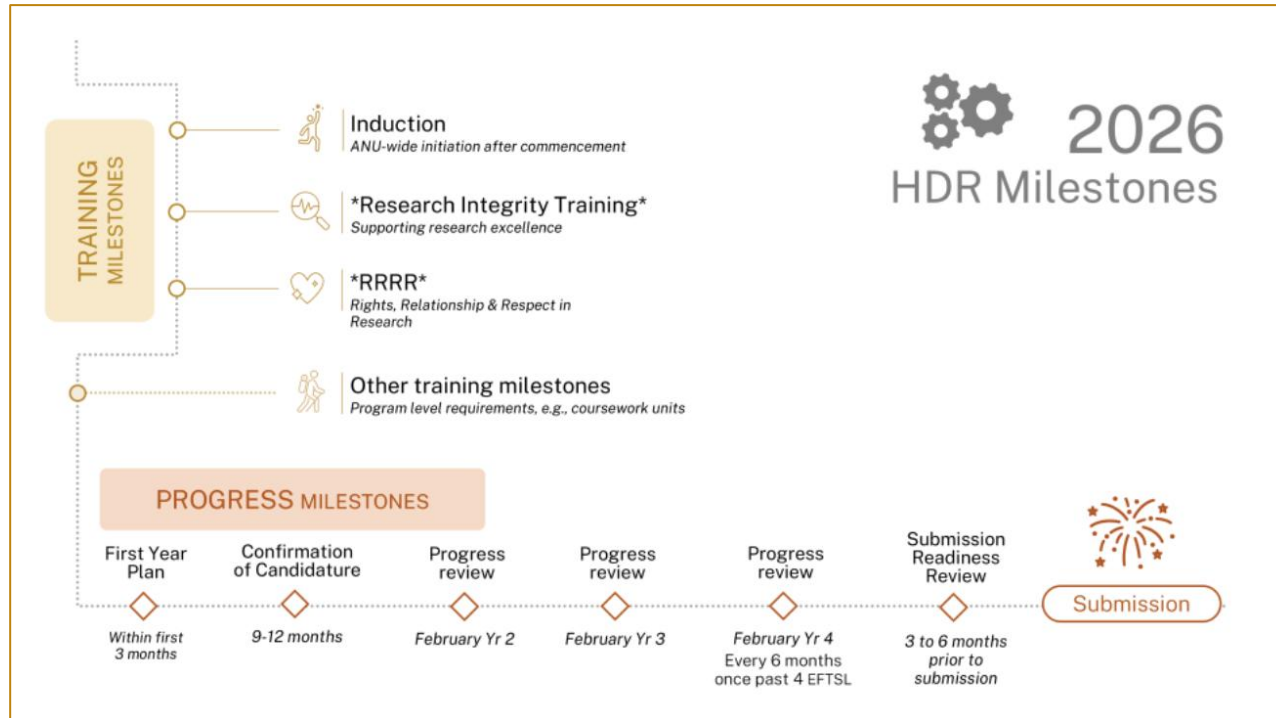 2026
HDR Milestones
TRAINING
MILESTONES
Induction
ANU-wide initiation after commencement
*Research Integrity Training*
Supporting research excellence
*RRRR*
Rights, Relationship & Respect in
Research
Other training milestones
Program level requirements, e.g., coursework units
PROGRESS MILESTONES
First Year
Plan
Within first
3 months
Confirmation
of Candidature
9-12 months
Progress
review
February Yr 2
Progress
review
February Yr 3
Progress
review
February Yr 4
Every 6 months
once past 4 EFTSL
Submission
Readiness
Review
3 to 6 months
prior to
submission
Submission